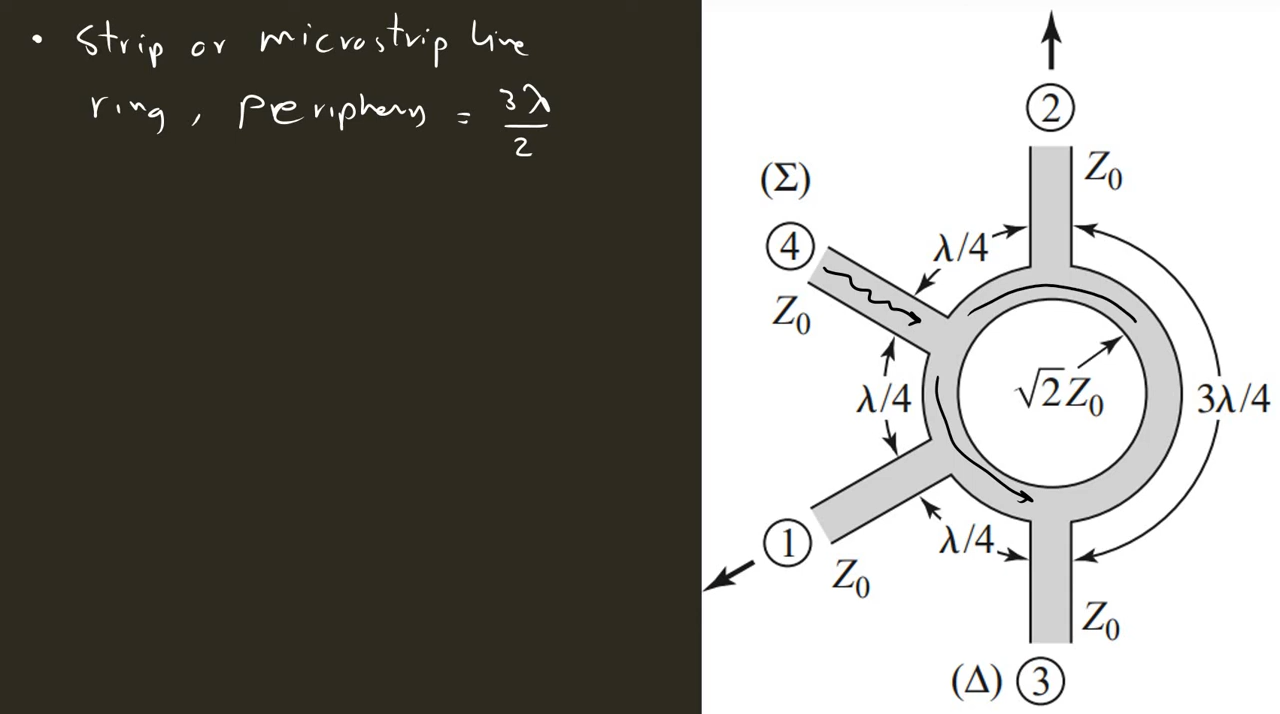 • Strip or microstrip line
ring, periphery = 3λ/2
②
Z₀
(Σ)
④
λ/4
Z₀
λ/4
√2Z₀
3λ/4
①
λ/4
Z₀
Z₀
(Δ) ③